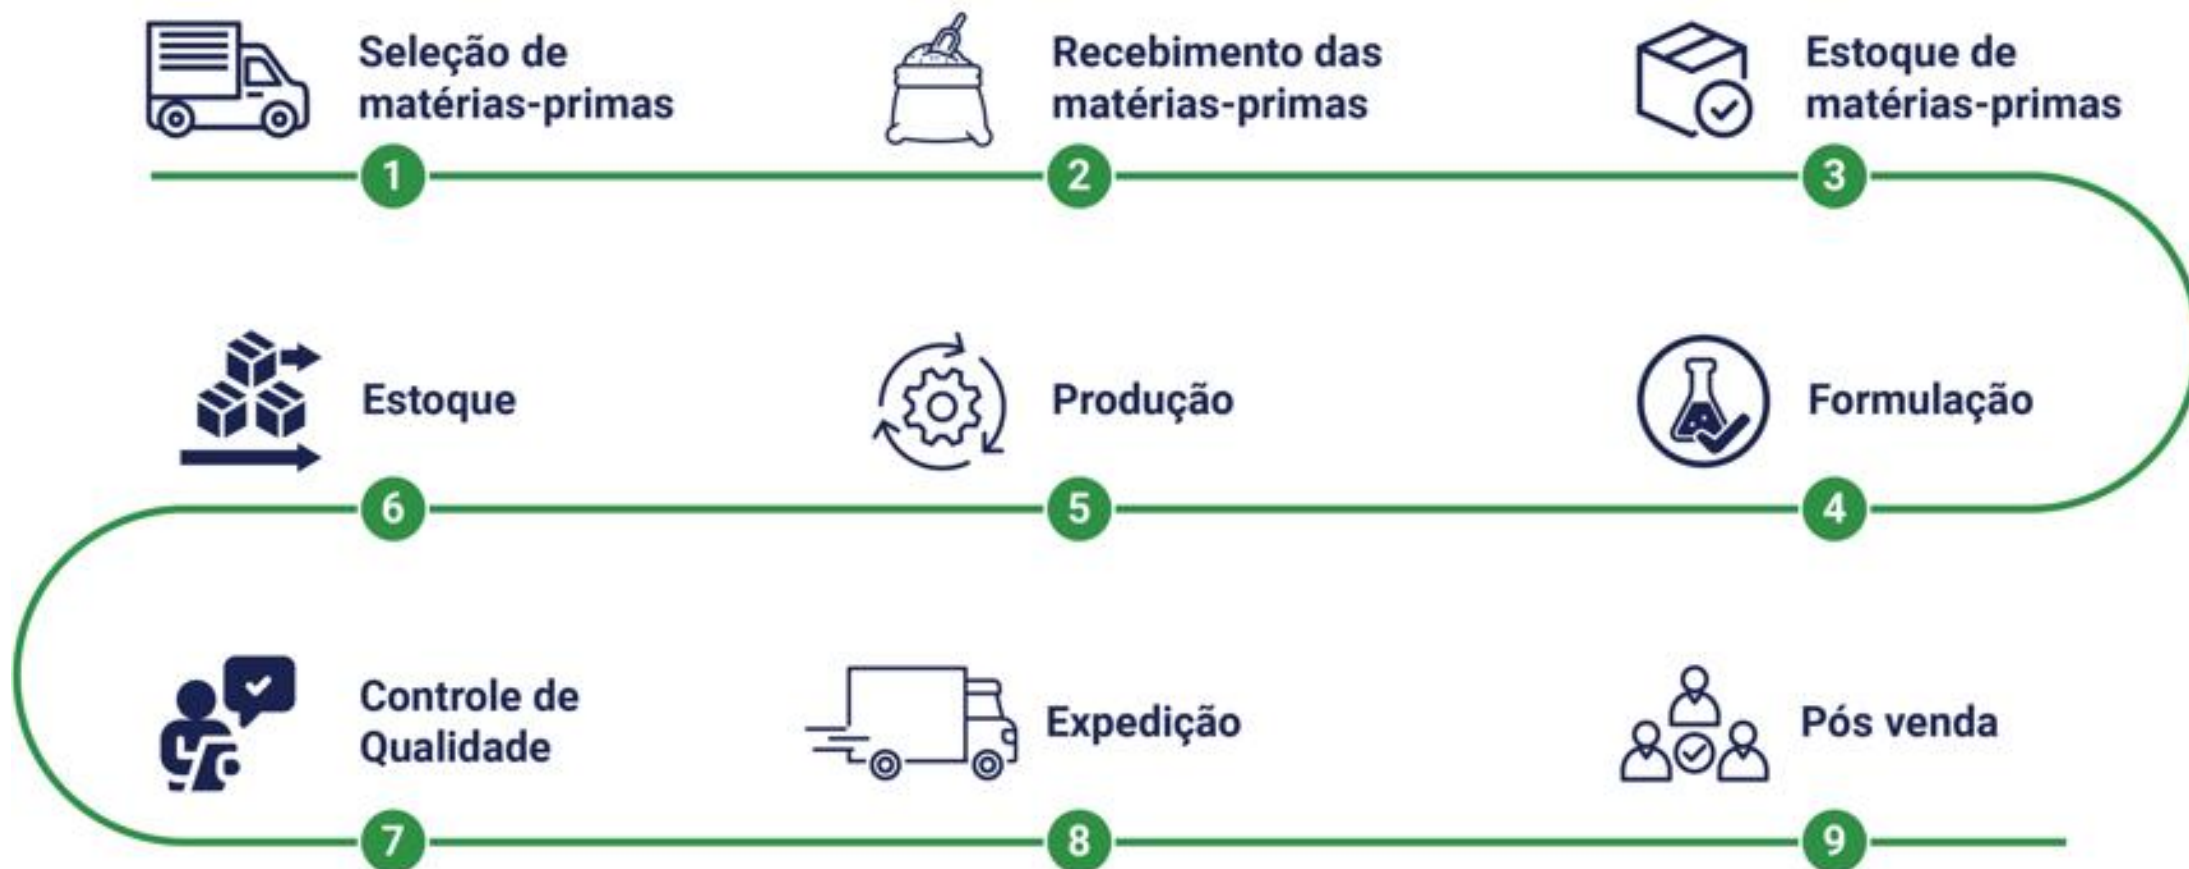 Seleção de
matérias-primas
1
Recebimento das
matérias-primas
2
Estoque de
matérias-primas
3
Formulação
4
Produção
5
Estoque
6
Controle de
Qualidade
7
Expedição
8
Pós venda
9